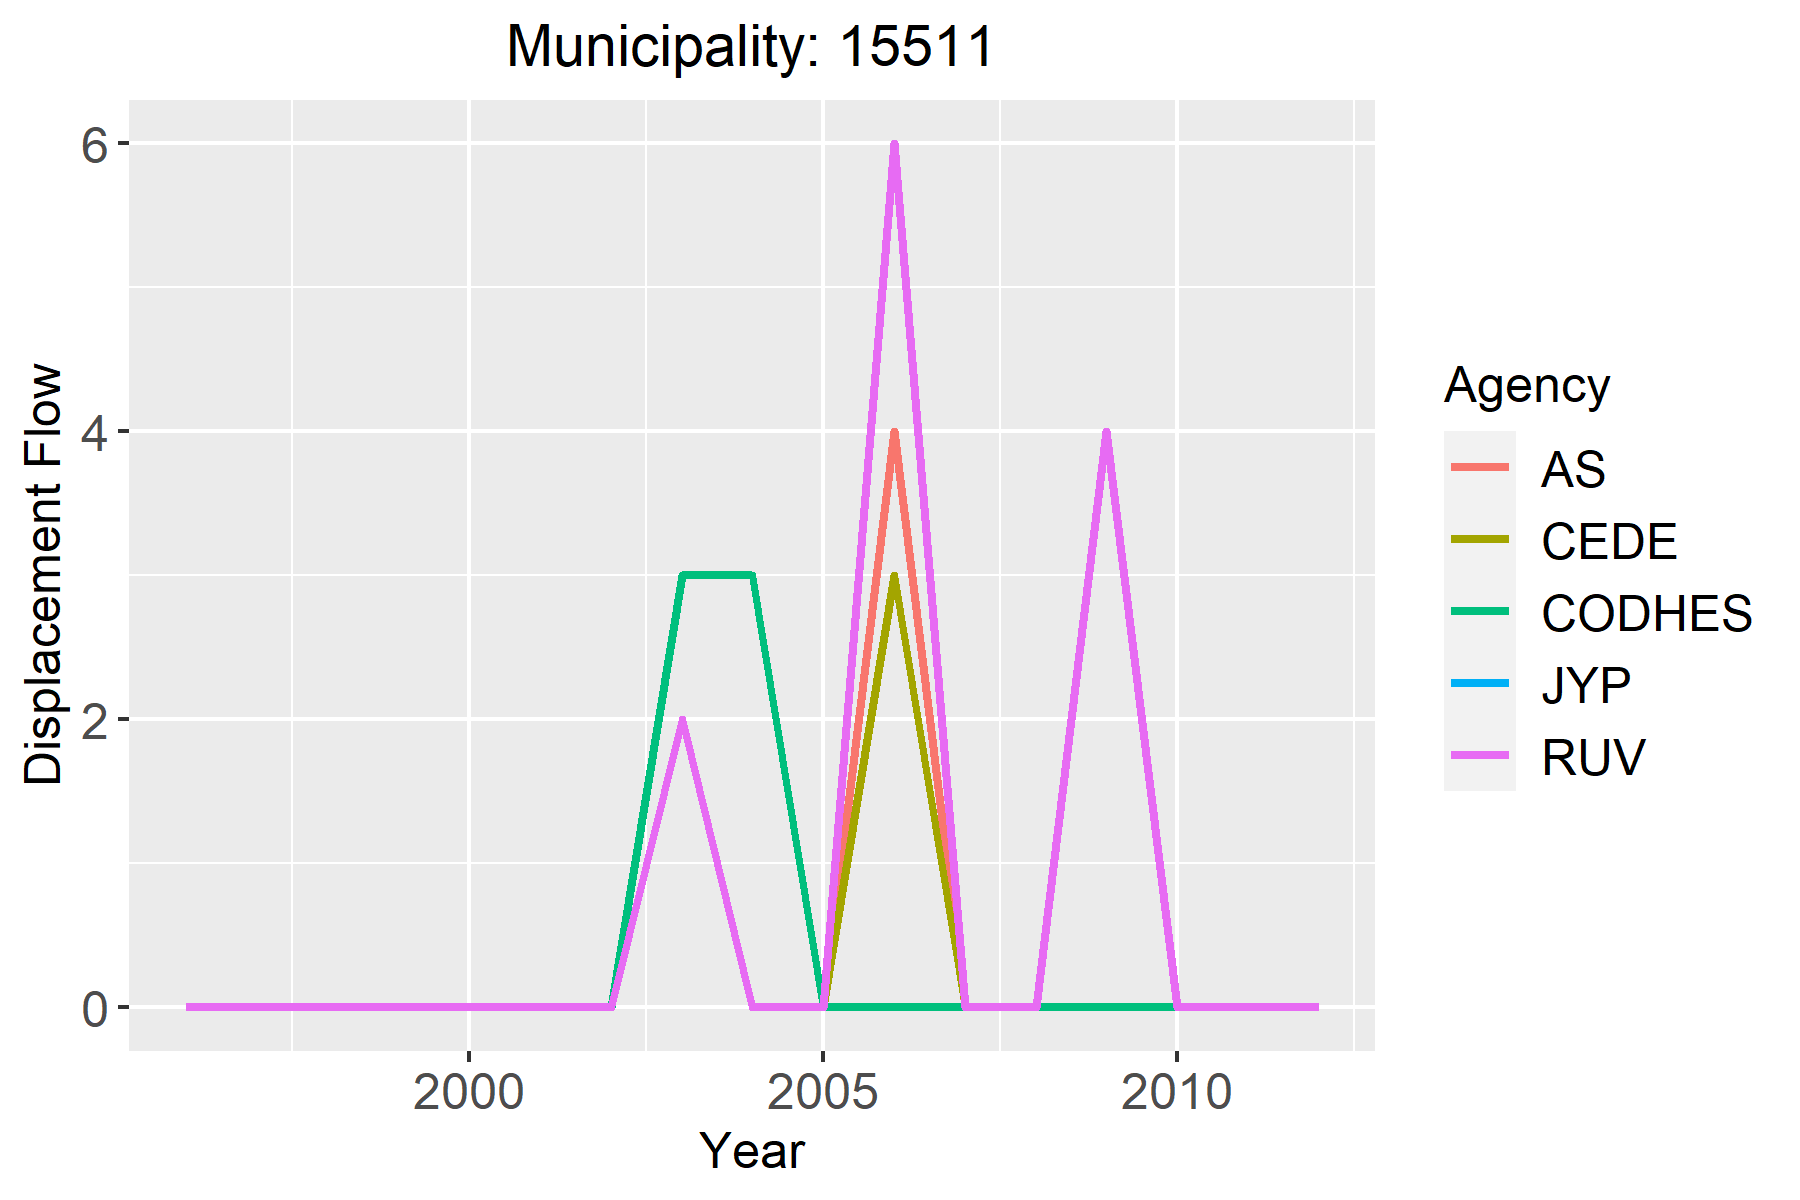 Municipality: 15511
6
4
2
0
Displacement Flow
2000
2005
2010
Year
Agency
AS
CEDE
CODHES
JYP
RUV